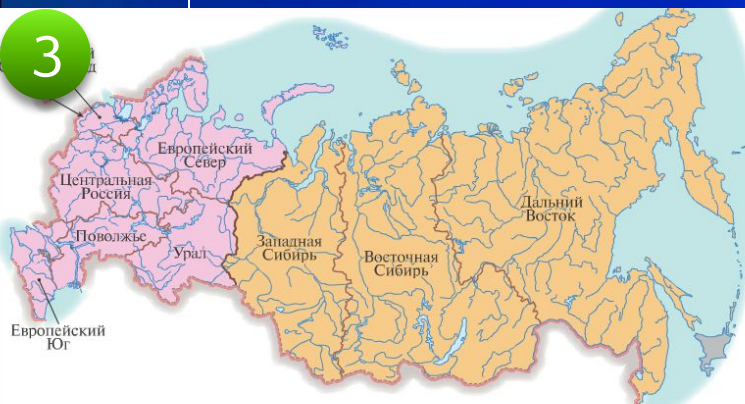 3
Европейский
Север
Центральная
Россия
Поволжье
Урал
Западная
Сибирь
Восточная
Сибирь
Дальний
Восток
Европейский
Юг